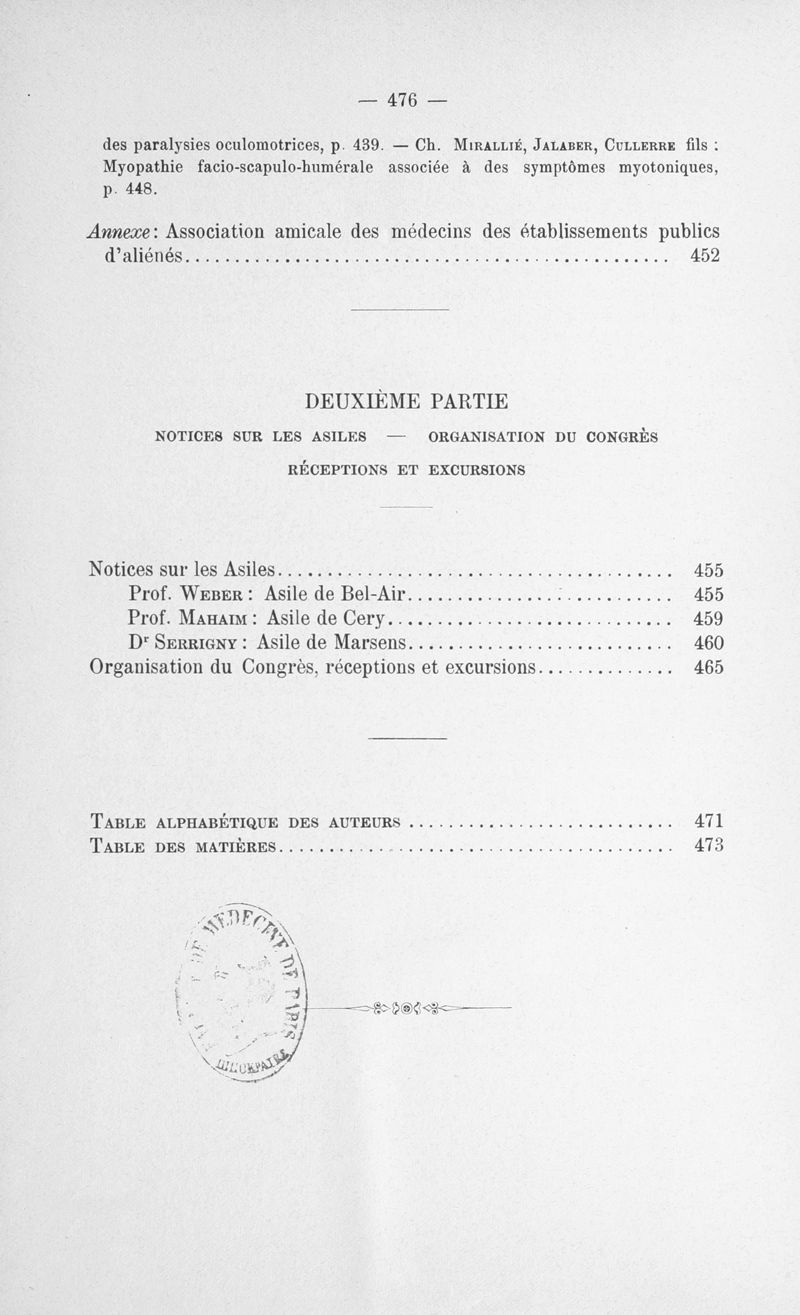 — 476 —
des paralysies oculomotrices, p. 439. — Ch. Mirallié, Jalaber, Cullerre fils :
Myopathie facio-scapulo-humérale associée à des symptômes myotoniques,
p. 448.
Annexe : Association amicale des médecins des établissements publics
d'aliénés.......... 452
DEUXIÈME PARTIE
NOTICES SUR LES ASILES — ORGANISATION DU CONGRÈS
RÉCEPTIONS ET EXCURSIONS
Notices sur les Asiles.......... 455
Prof. Weber : Asile de Bel-Air.......... 455
Prof. Mahaim : Asile de Cery.......... 459
Dr Serrigny : Asile de Marsens.......... 460
Organisation du Congrès, réceptions et excursions.......... 465
Table alphabétique des auteurs.......... 471
Table des matières.......... 473
MEDECINE DE PARIS